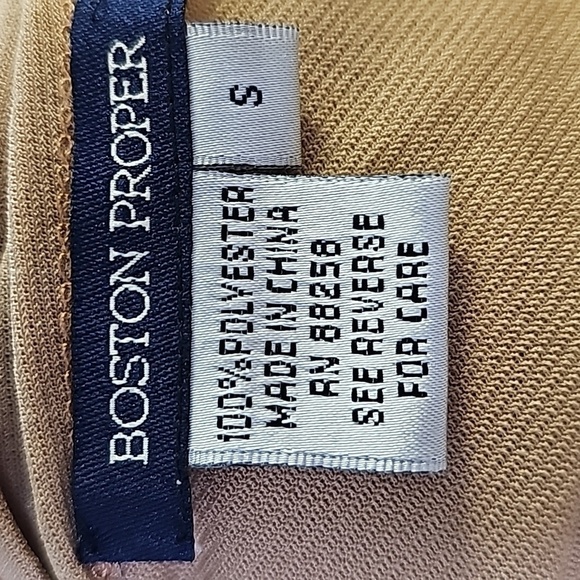 BOSTON PROPER
S
100% POLYESTER
MADE IN CHINA
RN 88258
SEE REVERSE
FOR CARE